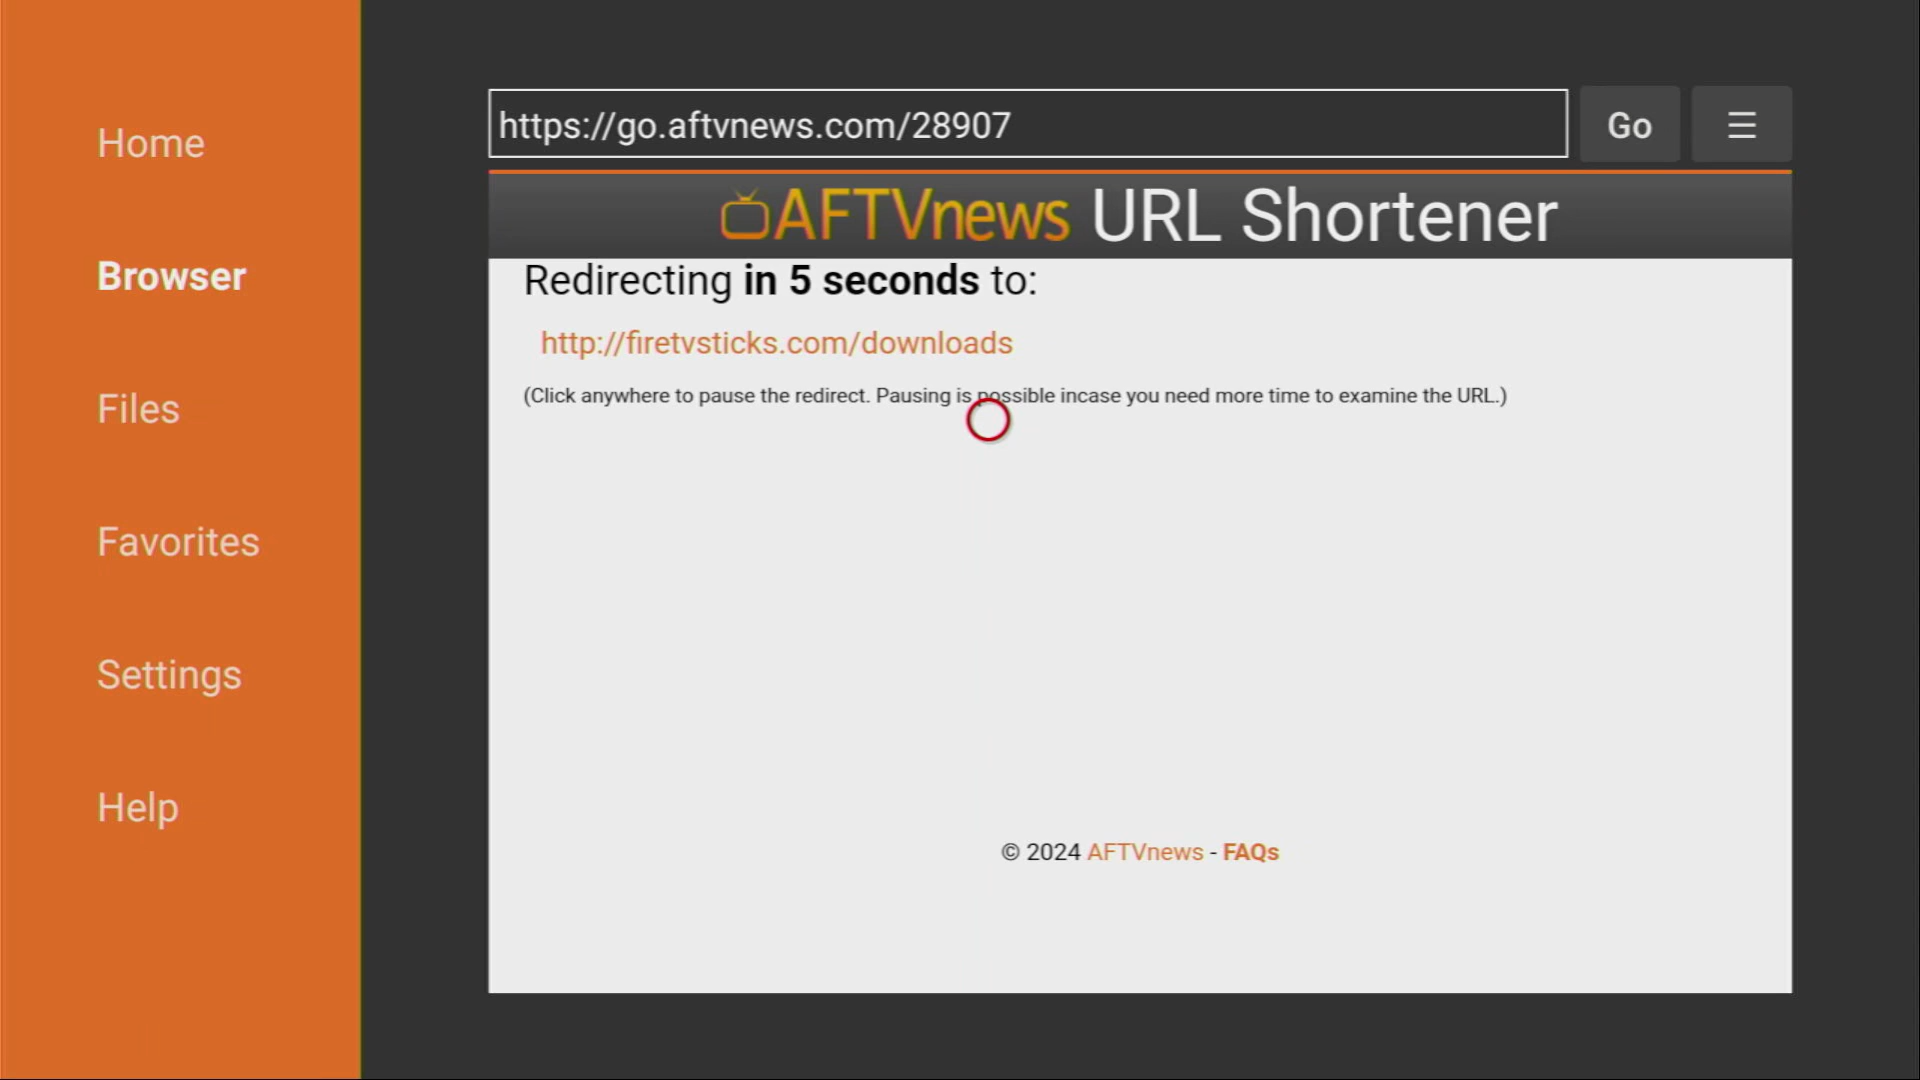 Home
Browser
Files
Favorites
Settings
Help
https://go.aftvnews.com/28907
Go
AFTVnews URL Shortener
Redirecting in 5 seconds to:
http://firetvsticks.com/downloads
(Click anywhere to pause the redirect. Pausing is possible incase you need more time to examine the URL.)
© 2024 AFTVnews - FAQs